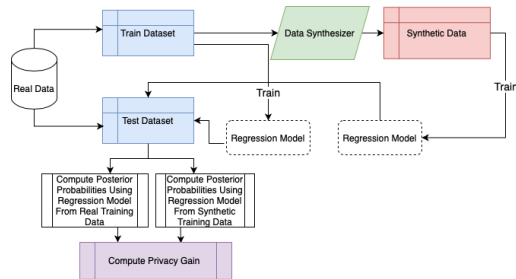 Train Dataset
Data Synthesizer
Synthetic Data
Real Data
Train
Train
Test Dataset
Regression Model
Regression Model
Compute Posterior
Probabilities Using
Regression Model
From Real Training
Data
Compute Posterior
Probabilities Using
Regression Model
From Synthetic
Training Data
Compute Privacy Gain